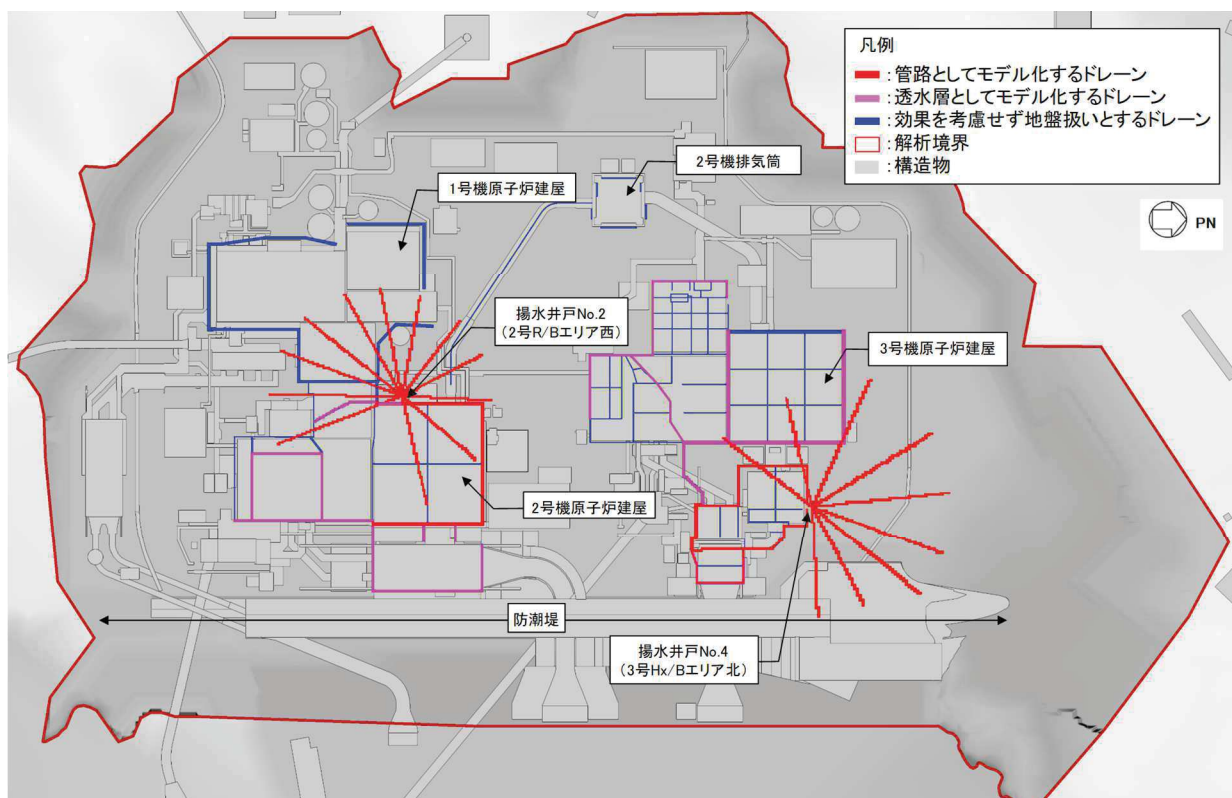 凡例
:管路としてモデル化するドレーン
:透水層としてモデル化するドレーン
:効果を考慮せず地盤扱いとするドレーン
:解析境界
:構造物
PN
2号機排気筒
1号機原子炉建屋
揚水井戸No.2
(2号R/Bエリア西)
3号機原子炉建屋
2号機原子炉建屋
防潮堤
揚水井戸No.4
(3号Hx/Bエリア北)